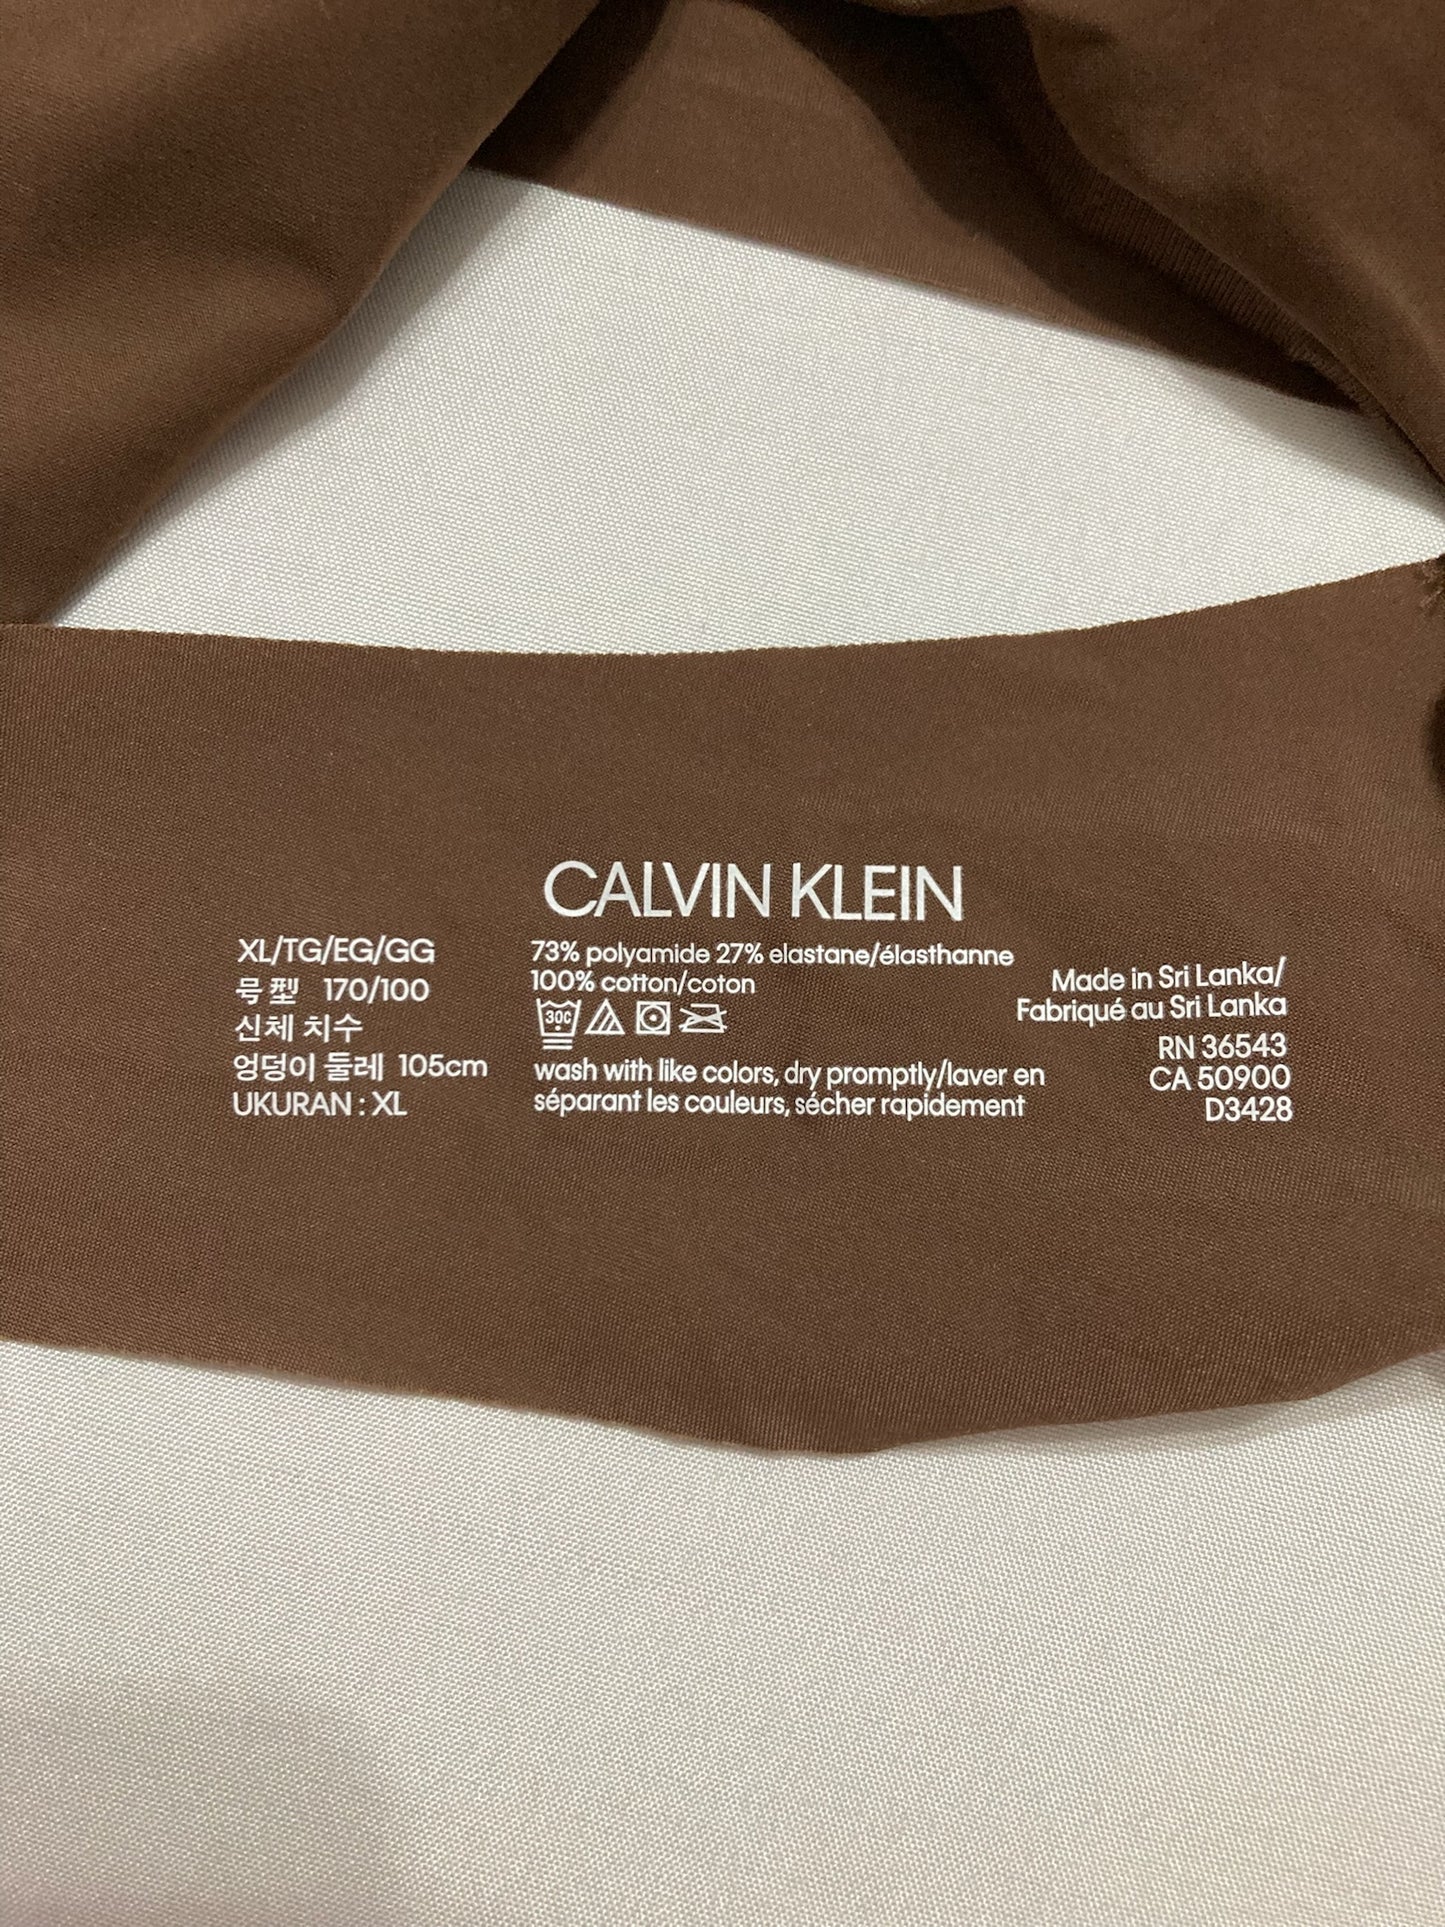 CALVIN KLEIN
XL/TG/EG/GG
号型 170/100
신체 치수
엉덩이 둘레 105cm
UKURAN : XL
73% polyamide 27% elastane/élasthanne
100% cotton/coton
30C
wash with like colors, dry promptly/laver en
séparant les couleurs, sécher rapidement
Made in Sri Lanka/
Fabriqué au Sri Lanka
RN 36543
CA 50900
D3428